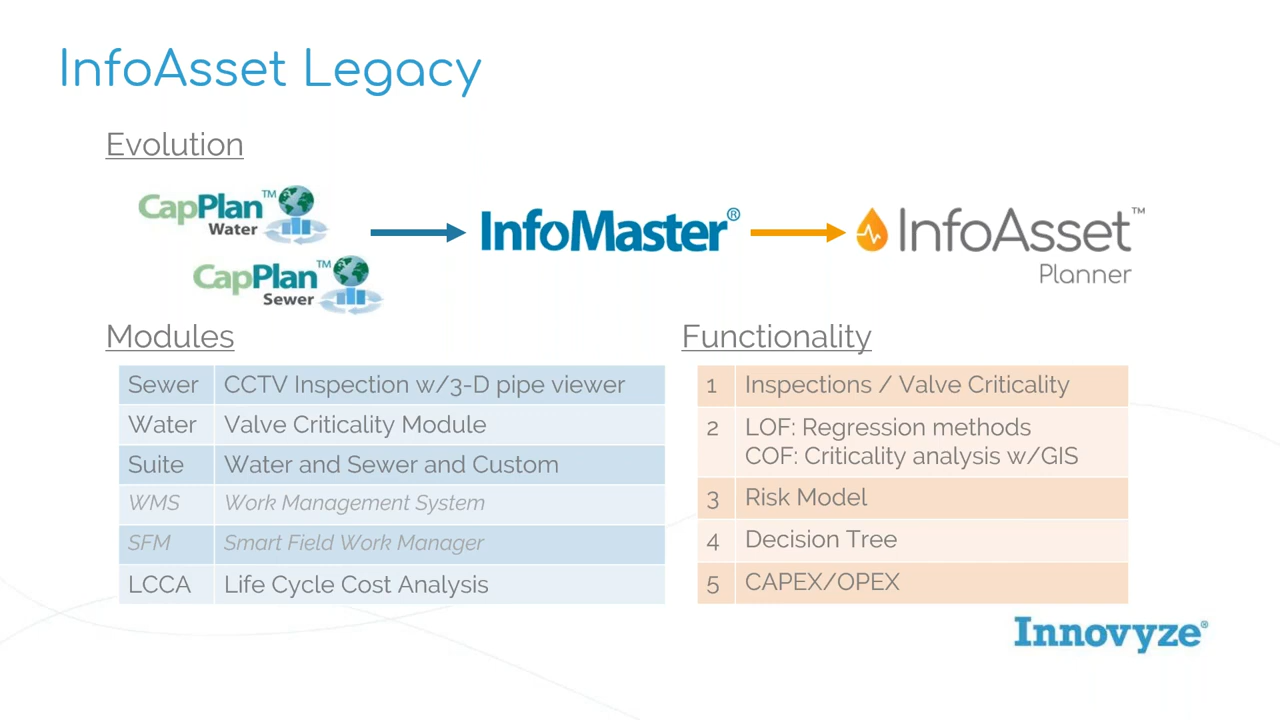 InfoAsset Legacy
Evolution
CapPlan™
Water
CapPlan™
Sewer
InfoMaster®
InfoAsset™
Planner
Modules
Sewer CCTV Inspection w/3-D pipe viewer
Water Valve Criticality Module
Suite Water and Sewer and Custom
WMS Work Management System
SFM Smart Field Work Manager
LCCA Life Cycle Cost Analysis
Functionality
1 Inspections / Valve Criticality
2 LOF: Regression methods
COF: Criticality analysis w/GIS
3 Risk Model
4 Decision Tree
5 CAPEX/OPEX
Innovyze®